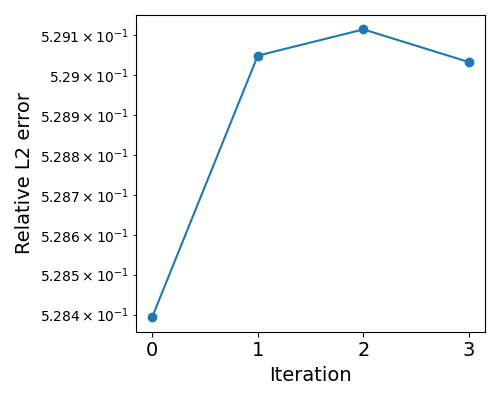 Relative L2 error
5.291 × 10⁻¹
5.29 × 10⁻¹
5.289 × 10⁻¹
5.288 × 10⁻¹
5.287 × 10⁻¹
5.286 × 10⁻¹
5.285 × 10⁻¹
5.284 × 10⁻¹
0 1 2 3
Iteration